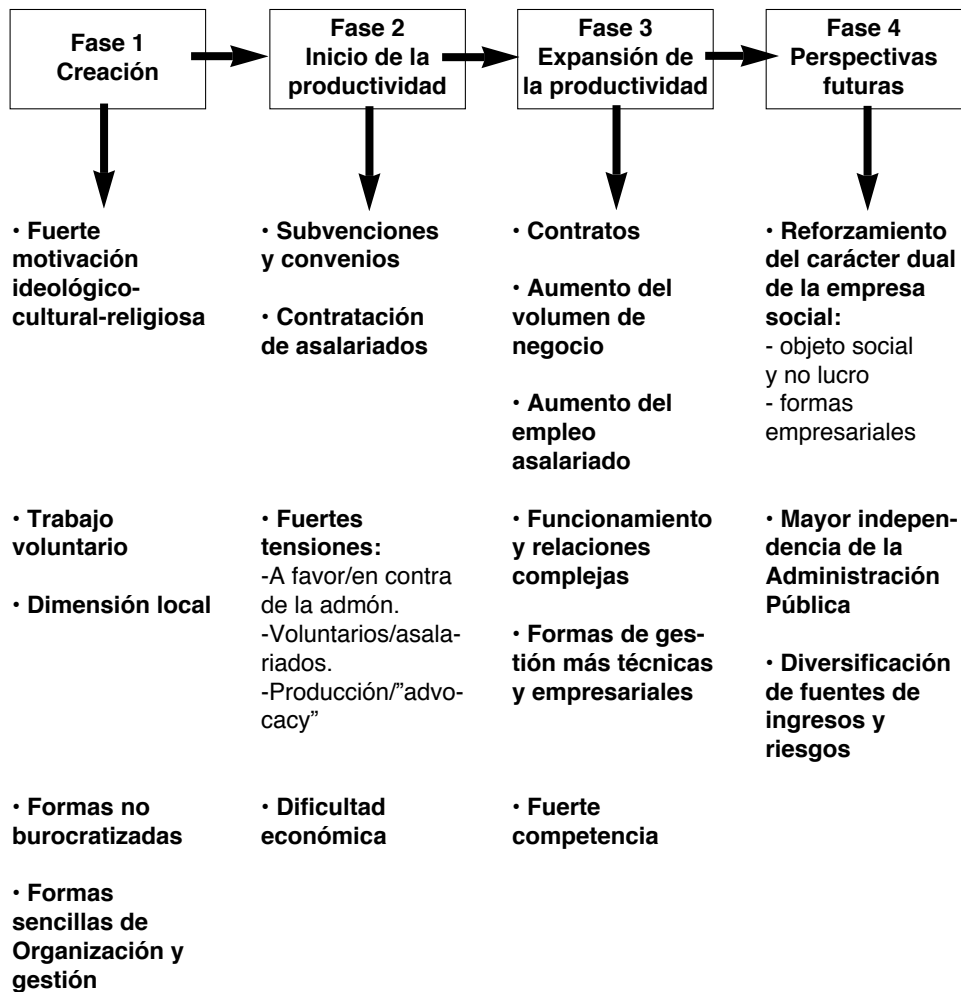 Fase 1
Creación
Fase 2
Inicio de la
productividad
Fase 3
Expansión de
la productividad
Fase 4
Perspectivas
futuras
· Fuerte
motivación
ideológico-
cultural-religiosa
· Trabajo
voluntario
· Dimensión local
· Formas no
burocratizadas
· Formas
sencillas de
Organización y
gestión
· Subvenciones
y convenios
· Contratación
de asalariados
· Fuertes
tensiones:
-A favor/en contra
de la admón.
-Voluntarios/asala-
riados.
-Producción/”advo-
cacy”
· Dificultad
económica
· Contratos
· Aumento del
volumen de
negocio
· Aumento del
empleo
asalariado
· Funcionamiento
y relaciones
complejas
· Formas de ges-
tión más técnicas
y empresariales
· Fuerte
competencia
· Reforzamiento
del carácter dual
de la empresa
social:
- objeto social
y no lucro
- formas
empresariales
· Mayor indepen-
dencia de la
Administración
Pública
· Diversificación
de fuentes de
ingresos y
riesgos